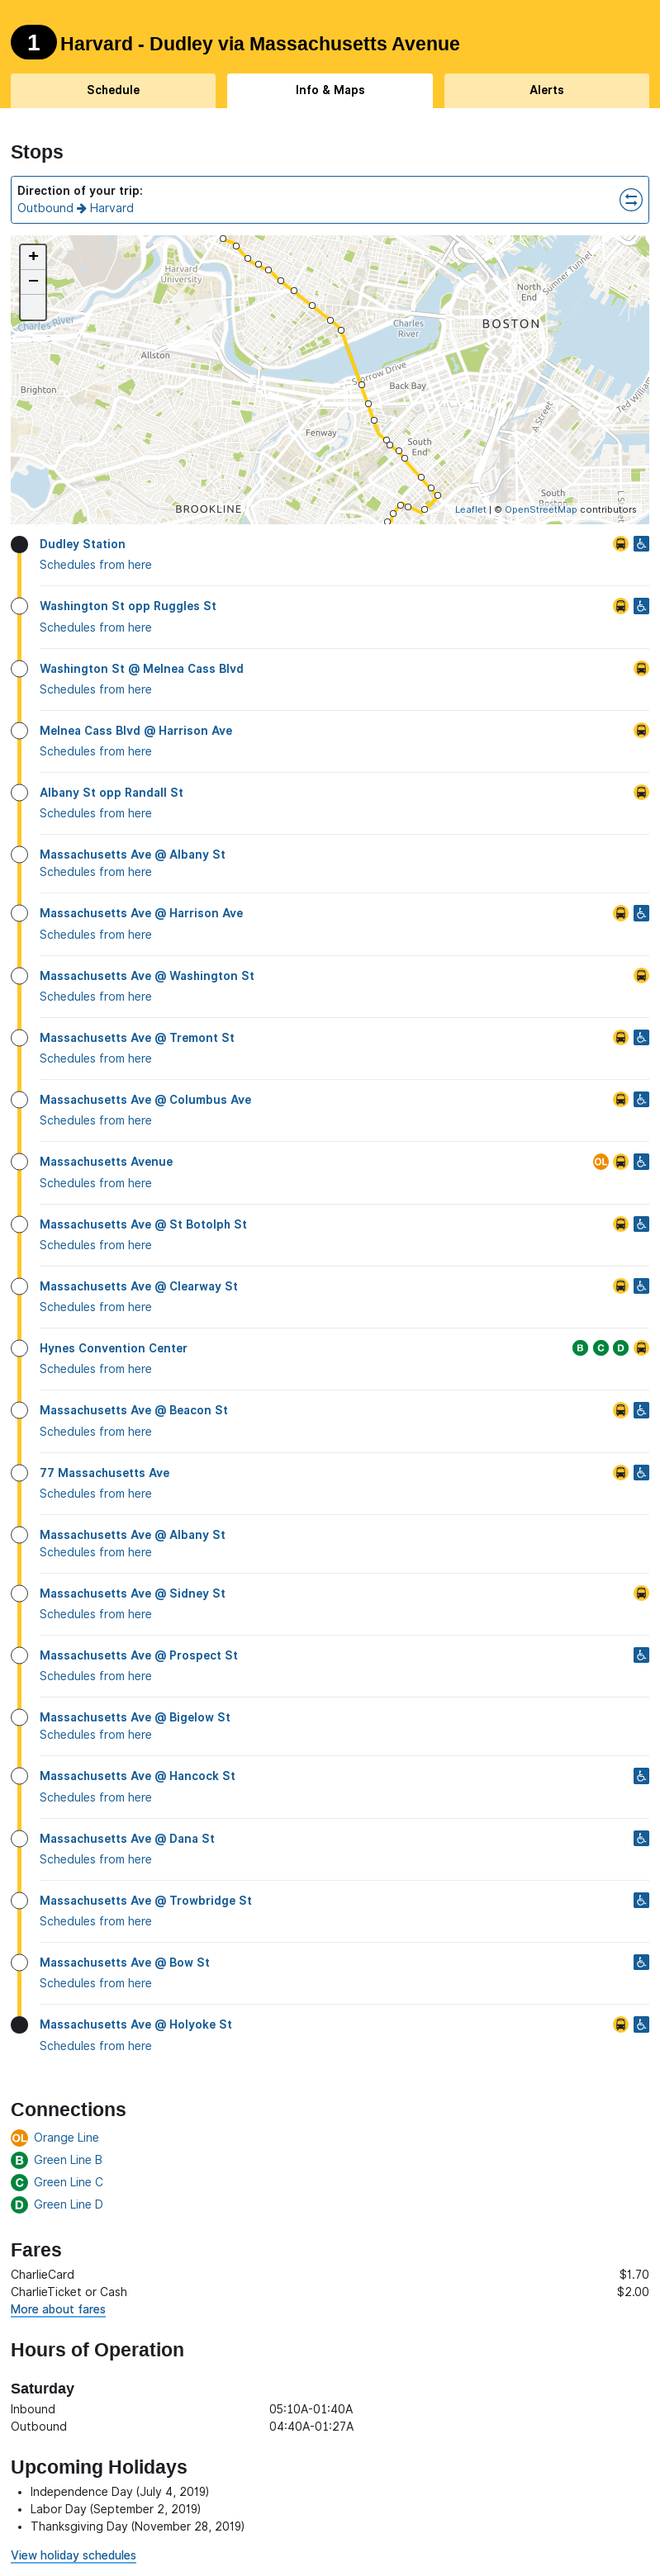 1 Harvard - Dudley via Massachusetts Avenue
Schedule
Info & Maps
Alerts
Stops
Direction of your trip:
Outbound → Harvard
+
−
Harvard University
North End
Sumner Tunnel
BOSTON
Charles River
Charles River
Allston
Storrow Drive
Back Bay
Brighton
Fenway
South End
A Street
Ted Williams
South Boston
BROOKLINE
Leaflet | © OpenStreetMap contributors
Dudley Station
Schedules from here
Washington St opp Ruggles St
Schedules from here
Washington St @ Melnea Cass Blvd
Schedules from here
Melnea Cass Blvd @ Harrison Ave
Schedules from here
Albany St opp Randall St
Schedules from here
Massachusetts Ave @ Albany St
Schedules from here
Massachusetts Ave @ Harrison Ave
Schedules from here
Massachusetts Ave @ Washington St
Schedules from here
Massachusetts Ave @ Tremont St
Schedules from here
Massachusetts Ave @ Columbus Ave
Schedules from here
Massachusetts Avenue OL
Schedules from here
Massachusetts Ave @ St Botolph St
Schedules from here
Massachusetts Ave @ Clearway St
Schedules from here
Hynes Convention Center B C D
Schedules from here
Massachusetts Ave @ Beacon St
Schedules from here
77 Massachusetts Ave
Schedules from here
Massachusetts Ave @ Albany St
Schedules from here
Massachusetts Ave @ Sidney St
Schedules from here
Massachusetts Ave @ Prospect St
Schedules from here
Massachusetts Ave @ Bigelow St
Schedules from here
Massachusetts Ave @ Hancock St
Schedules from here
Massachusetts Ave @ Dana St
Schedules from here
Massachusetts Ave @ Trowbridge St
Schedules from here
Massachusetts Ave @ Bow St
Schedules from here
Massachusetts Ave @ Holyoke St
Schedules from here
Connections
OL Orange Line
B Green Line B
C Green Line C
D Green Line D
Fares
CharlieCard $1.70
CharlieTicket or Cash $2.00
More about fares
Hours of Operation
Saturday
Inbound 05:10A-01:40A
Outbound 04:40A-01:27A
Upcoming Holidays
• Independence Day (July 4, 2019)
• Labor Day (September 2, 2019)
• Thanksgiving Day (November 28, 2019)
View holiday schedules